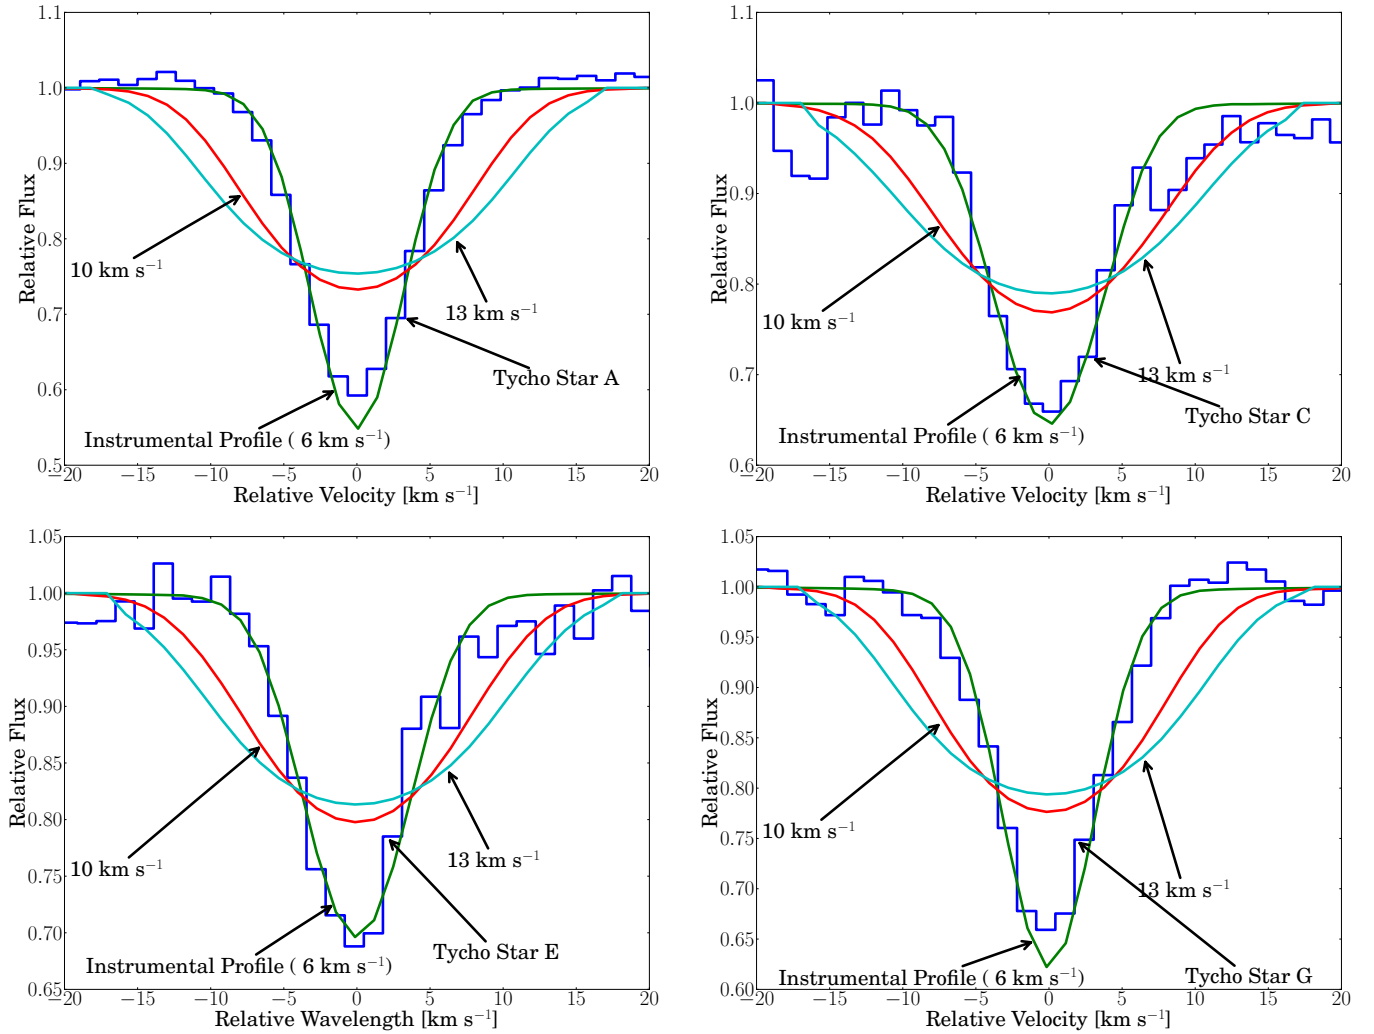 1.1
1.0
0.9
0.8
0.7
0.6
0.5
Relative Flux
10 km s⁻¹
13 km s⁻¹
Tycho Star A
Instrumental Profile ( 6 km s⁻¹)
−20 −15 −10 −5 0 5 10 15 20
Relative Velocity [km s⁻¹]
1.1
1.0
0.9
0.8
0.7
0.6
Relative Flux
10 km s⁻¹
13 km s⁻¹
Tycho Star C
Instrumental Profile ( 6 km s⁻¹)
−20 −15 −10 −5 0 5 10 15 20
Relative Velocity [km s⁻¹]
1.05
1.00
0.95
0.90
0.85
0.80
0.75
0.70
0.65
Relative Flux
10 km s⁻¹
13 km s⁻¹
Tycho Star E
Instrumental Profile ( 6 km s⁻¹)
−20 −15 −10 −5 0 5 10 15 20
Relative Wavelength [km s⁻¹]
1.05
1.00
0.95
0.90
0.85
0.80
0.75
0.70
0.65
0.60
Relative Flux
10 km s⁻¹
13 km s⁻¹
Tycho Star G
Instrumental Profile ( 6 km s⁻¹)
−20 −15 −10 −5 0 5 10 15 20
Relative Velocity [km s⁻¹]